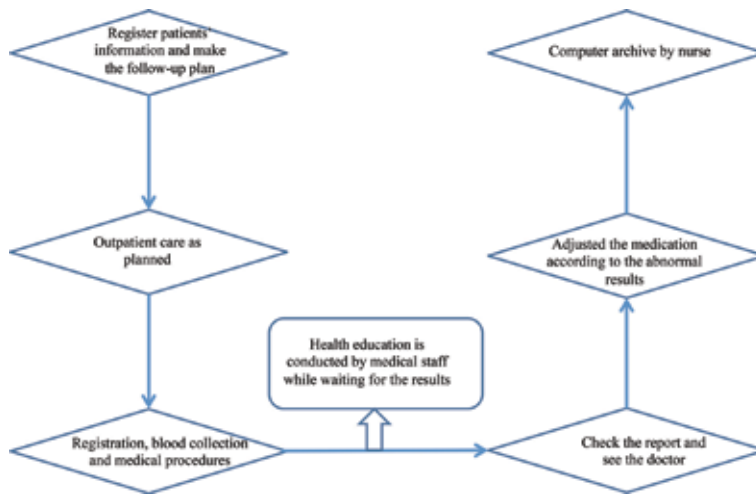 Register patients'
information and make
the follow-up plan
Outpatient care as
planned
Registration, blood collection
and medical procedures
Health education is
conducted by medical staff
while waiting for the results
Check the report and
see the doctor
Adjusted the medication
according to the abnormal
results
Computer archive by nurse